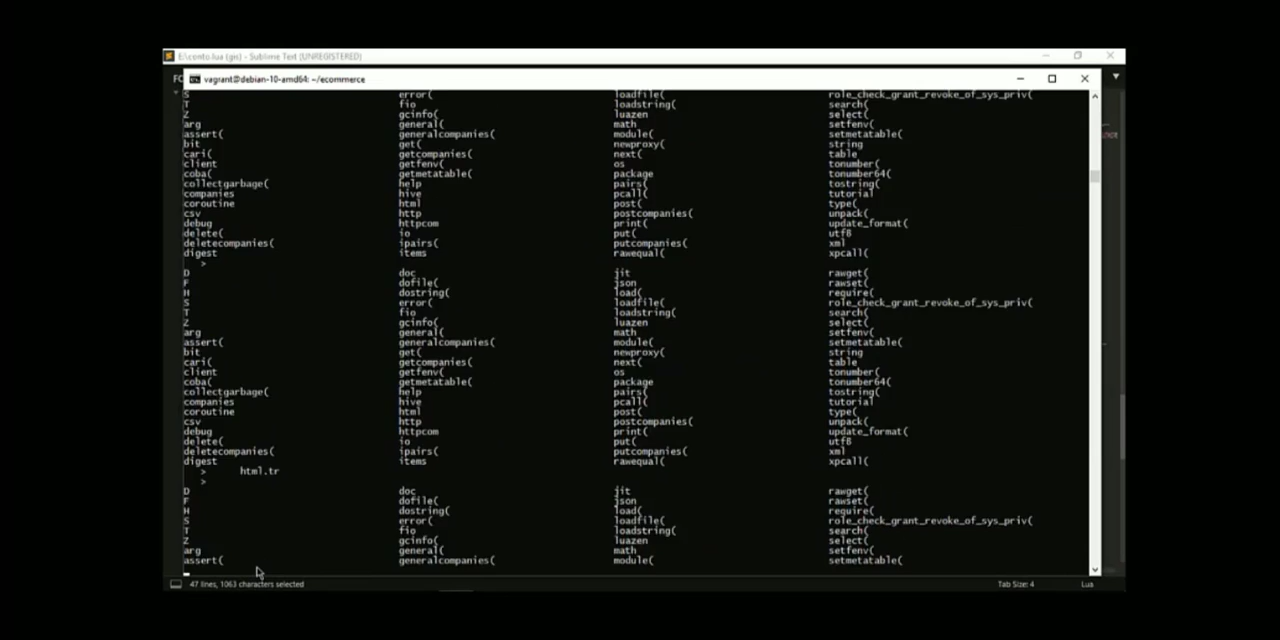 E:\conto.lua (gis) - Sublime Text (UNREGISTERED)
vagrant@debian-10-amd64: ~/ecommerce
S error( loadfile( role_check_grant_revoke_of_sys_priv(
T fio loadstring( search(
Z gcinfo( luazen select(
arg general( math setfenv(
assert( generalcompanies( module( setmetatable(
bit get( newproxy( string
cari( getcompanies( next( table
client getfenv( os tonumber(
coba( getmetatable( package tonumber64(
collectgarbage( help pairs( tostring(
companies hive pcall( tutorial
coroutine html post( type(
csv http postcompanies( unpack(
debug httpcom print( update_format(
delete( io put( utf8
deletecompanies( ipairs( putcompanies( xml
digest items rawequal( xpcall(
>
D doc jit rawget(
F dofile( json rawset(
H dostring( load( require(
S error( loadfile( role_check_grant_revoke_of_sys_priv(
T fio loadstring( search(
Z gcinfo( luazen select(
arg general( math setfenv(
assert( generalcompanies( module( setmetatable(
bit get( newproxy( string
cari( getcompanies( next( table
client getfenv( os tonumber(
coba( getmetatable( package tonumber64(
collectgarbage( help pairs( tostring(
companies hive pcall( tutorial
coroutine html post( type(
csv http postcompanies( unpack(
debug httpcom print( update_format(
delete( io put( utf8
deletecompanies( ipairs( putcompanies( xml
digest items rawequal( xpcall(
> html.tr
>
D doc jit rawget(
F dofile( json rawset(
H dostring( load( require(
S error( loadfile( role_check_grant_revoke_of_sys_priv(
T fio loadstring( search(
Z gcinfo( luazen select(
arg general( math setfenv(
assert( generalcompanies( module( setmetatable(
47 lines, 1063 characters selected Tab Size: 4 Lua